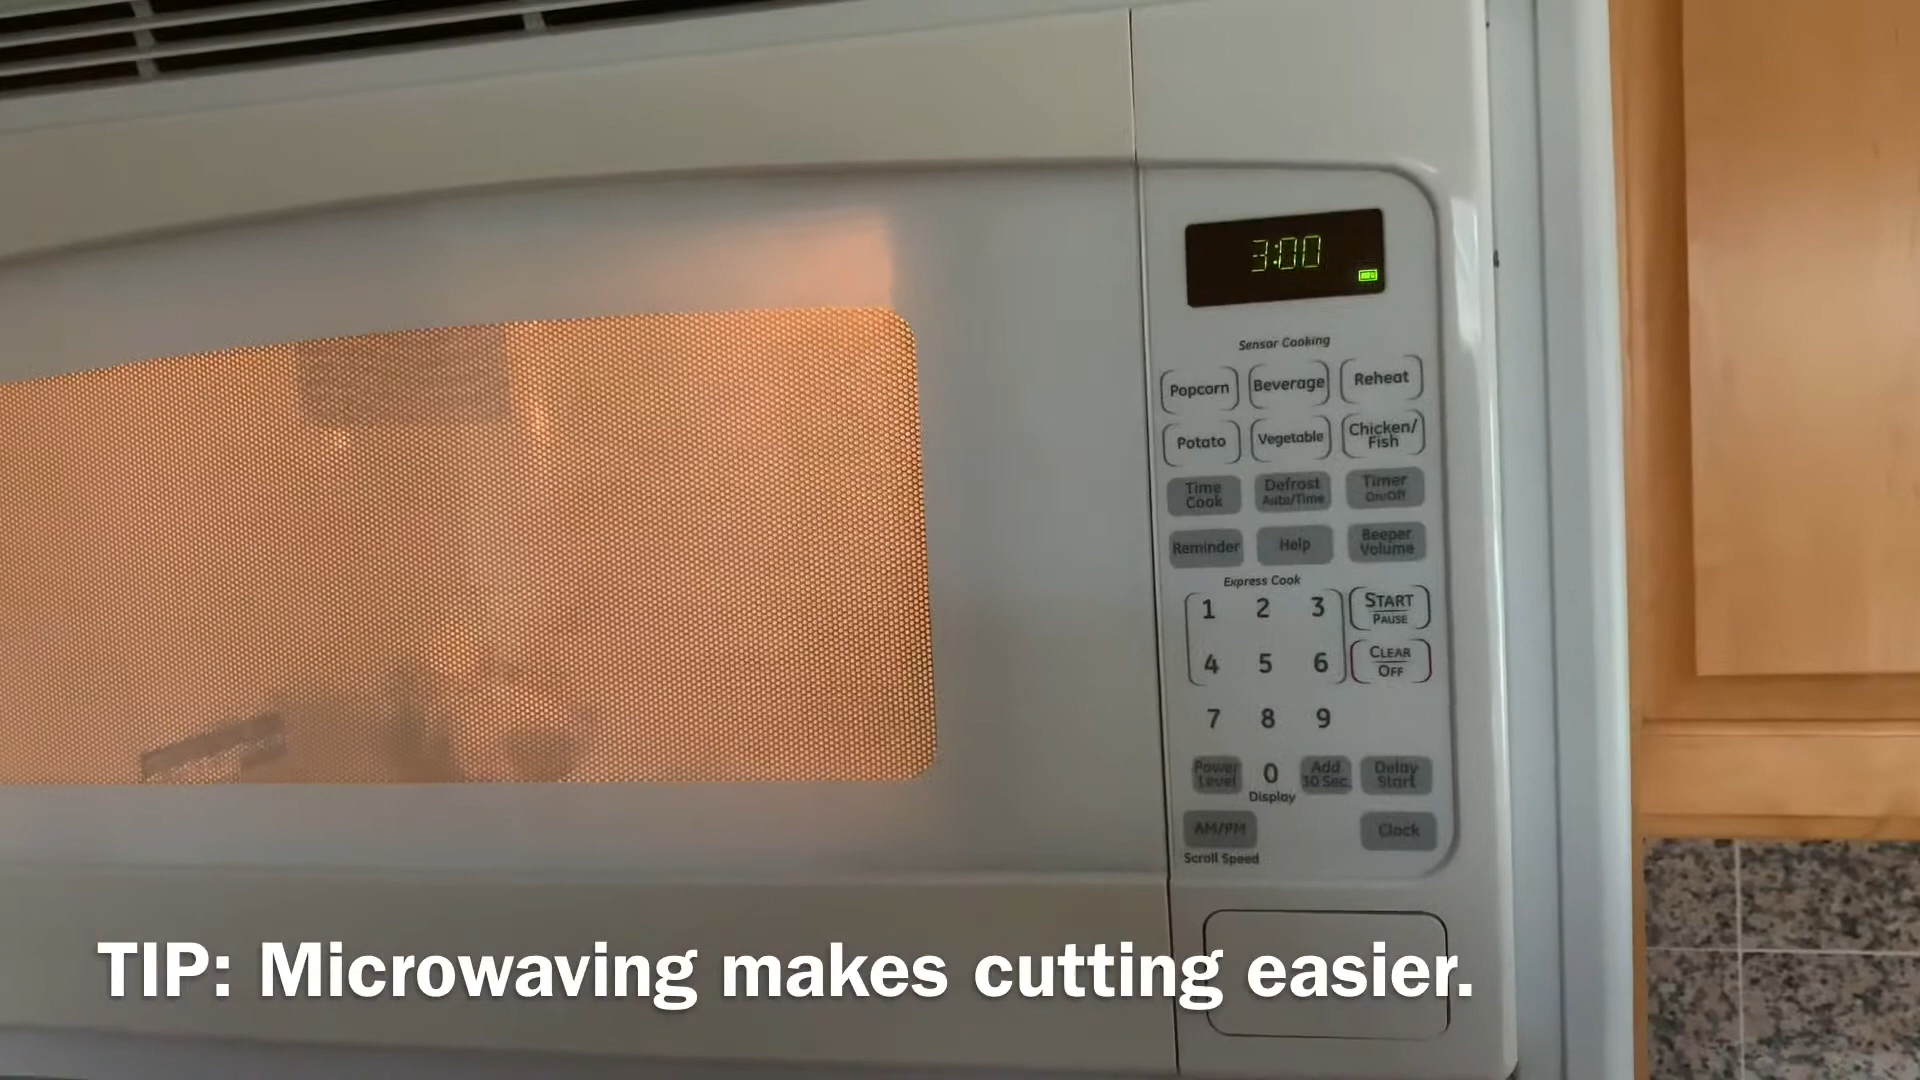 3:00
Sensor Cooking
Popcorn Beverage Reheat
Potato Vegetable Chicken/
Fish
Time
Cook
Defrost
Auto/Time
Timer
On/Off
Reminder Help Beeper
Volume
Express Cook
1 2 3 START
PAUSE
4 5 6 CLEAR
OFF
7 8 9
Power
Level
0
Display
Add
30 Sec.
Delay
Start
AM/PM Clock
Scroll Speed
TIP: Microwaving makes cutting easier.